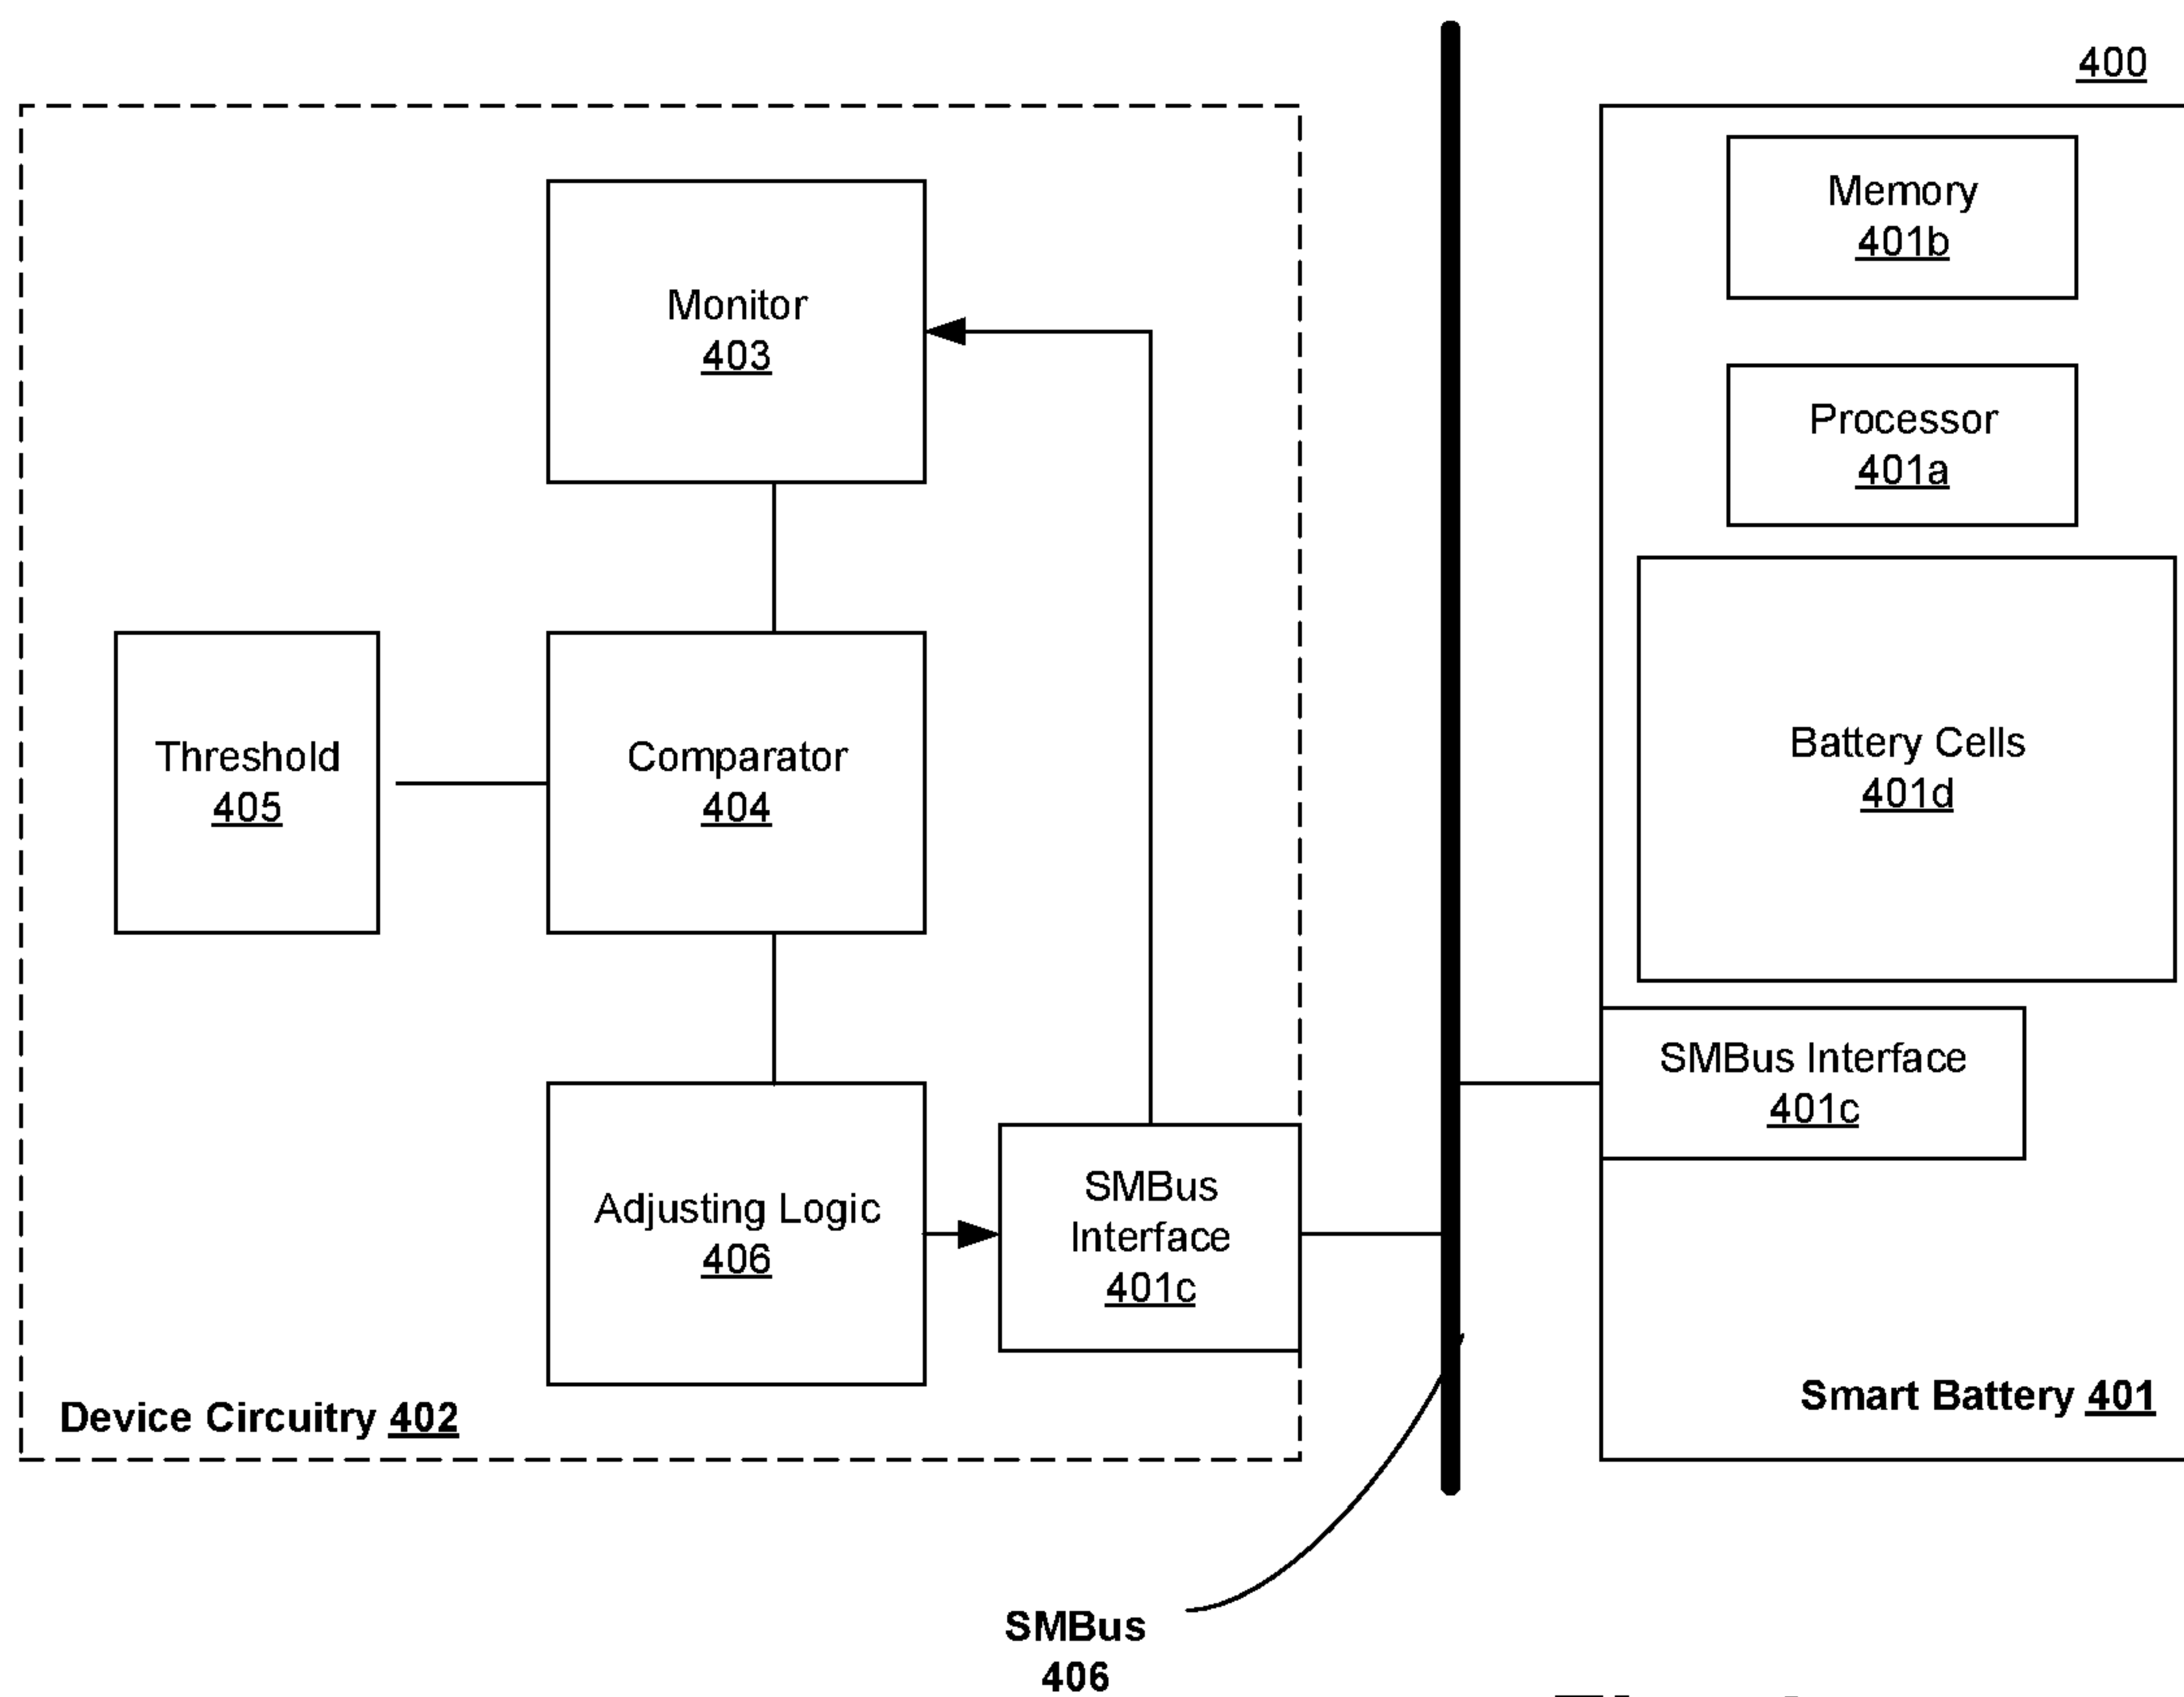 400
Monitor
403
Threshold
405
Comparator
404
Adjusting Logic
406
SMBus
Interface
401c
Device Circuitry 402
Memory
401b
Processor
401a
Battery Cells
401d
SMBus Interface
401c
Smart Battery 401
SMBus
406